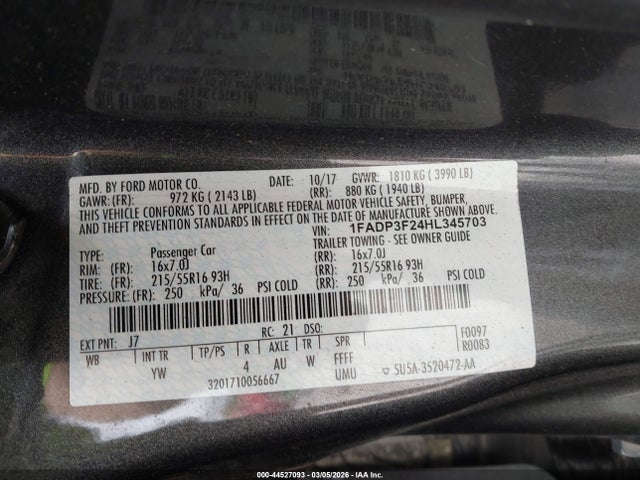 MFD. BY FORD MOTOR CO. DATE: 10/17 GVWR: 1810 KG ( 3990 LB)
GAWR: (FR): 972 KG ( 2143 LB) (RR): 880 KG ( 1940 LB)
THIS VEHICLE CONFORMS TO ALL APPLICABLE FEDERAL MOTOR VEHICLE SAFETY, BUMPER,
AND THEFT PREVENTION STANDARDS IN EFFECT ON THE DATE OF MANUFACTURE SHOWN ABOVE.
VIN: 1FADP3F24HL345703
TYPE: Passenger Car TRAILER TOWING - SEE OWNER GUIDE
RIM: (FR): 16x7.0J (RR): 16x7.0J
TIRE: (FR): 215/55R16 93H (RR): 215/55R16 93H
PRESSURE: (FR): 250 kPa/ 36 PSI COLD (RR): 250 kPa/ 36 PSI COLD
EXT PNT: J7 RC: 21 DSO: F0097
WB INT TR TP/PS R AXLE TR SPR R0083
YW 4 AU W FFFF
3201710056667 UMU ▽ 5U5A-3520472-AA
000-44527093 - 03/05/2026 - IAA Inc.